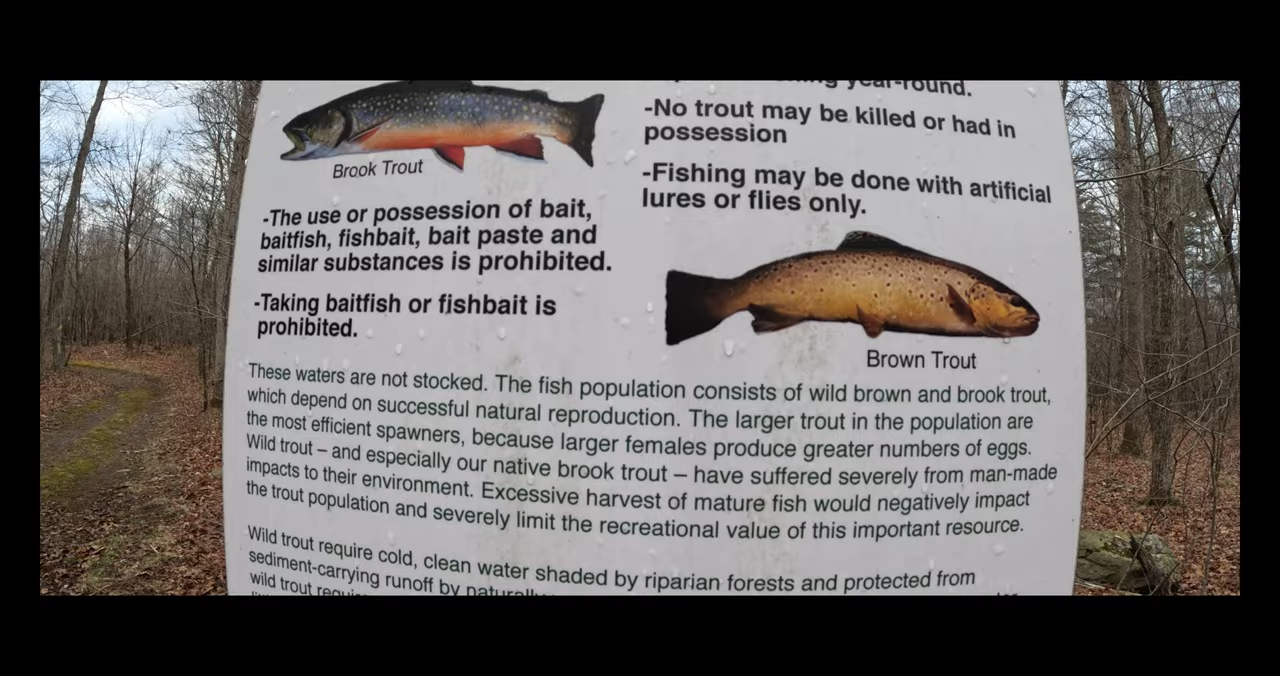 year-round.
-No trout may be killed or had in
possession
-Fishing may be done with artificial
lures or flies only.
Brook Trout
-The use or possession of bait,
baitfish, fishbait, bait paste and
similar substances is prohibited.
-Taking baitfish or fishbait is
prohibited.
Brown Trout
These waters are not stocked. The fish population consists of wild brown and brook trout,
which depend on successful natural reproduction. The larger trout in the population are
the most efficient spawners, because larger females produce greater numbers of eggs.
Wild trout – and especially our native brook trout – have suffered severely from man-made
impacts to their environment. Excessive harvest of mature fish would negatively impact
the trout population and severely limit the recreational value of this important resource.
Wild trout require cold, clean water shaded by riparian forests and protected from
sediment-carrying runoff by
wild trout